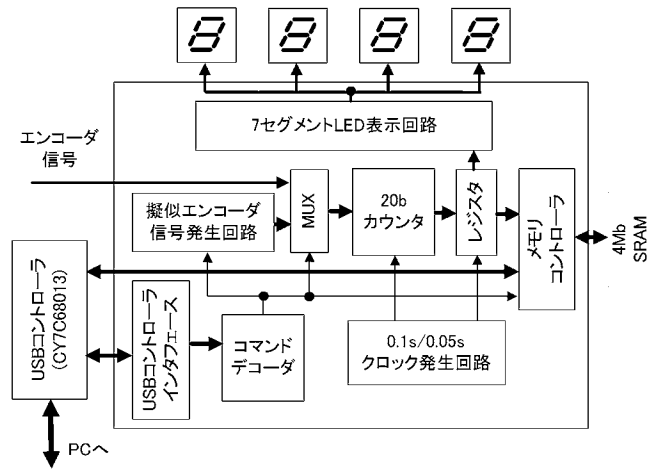 8 8 8 8
7セグメントLED表示回路
エンコーダ
信号
擬似エンコーダ
信号発生回路
MUX
20b
カウンタ
レジスタ
メモリ
コントローラ
4Mb
SRAM
USBコントローラ
(CY7C68013)
USBコントローラ
インタフェース
コマンド
デコーダ
0.1s/0.05s
クロック発生回路
PCへ